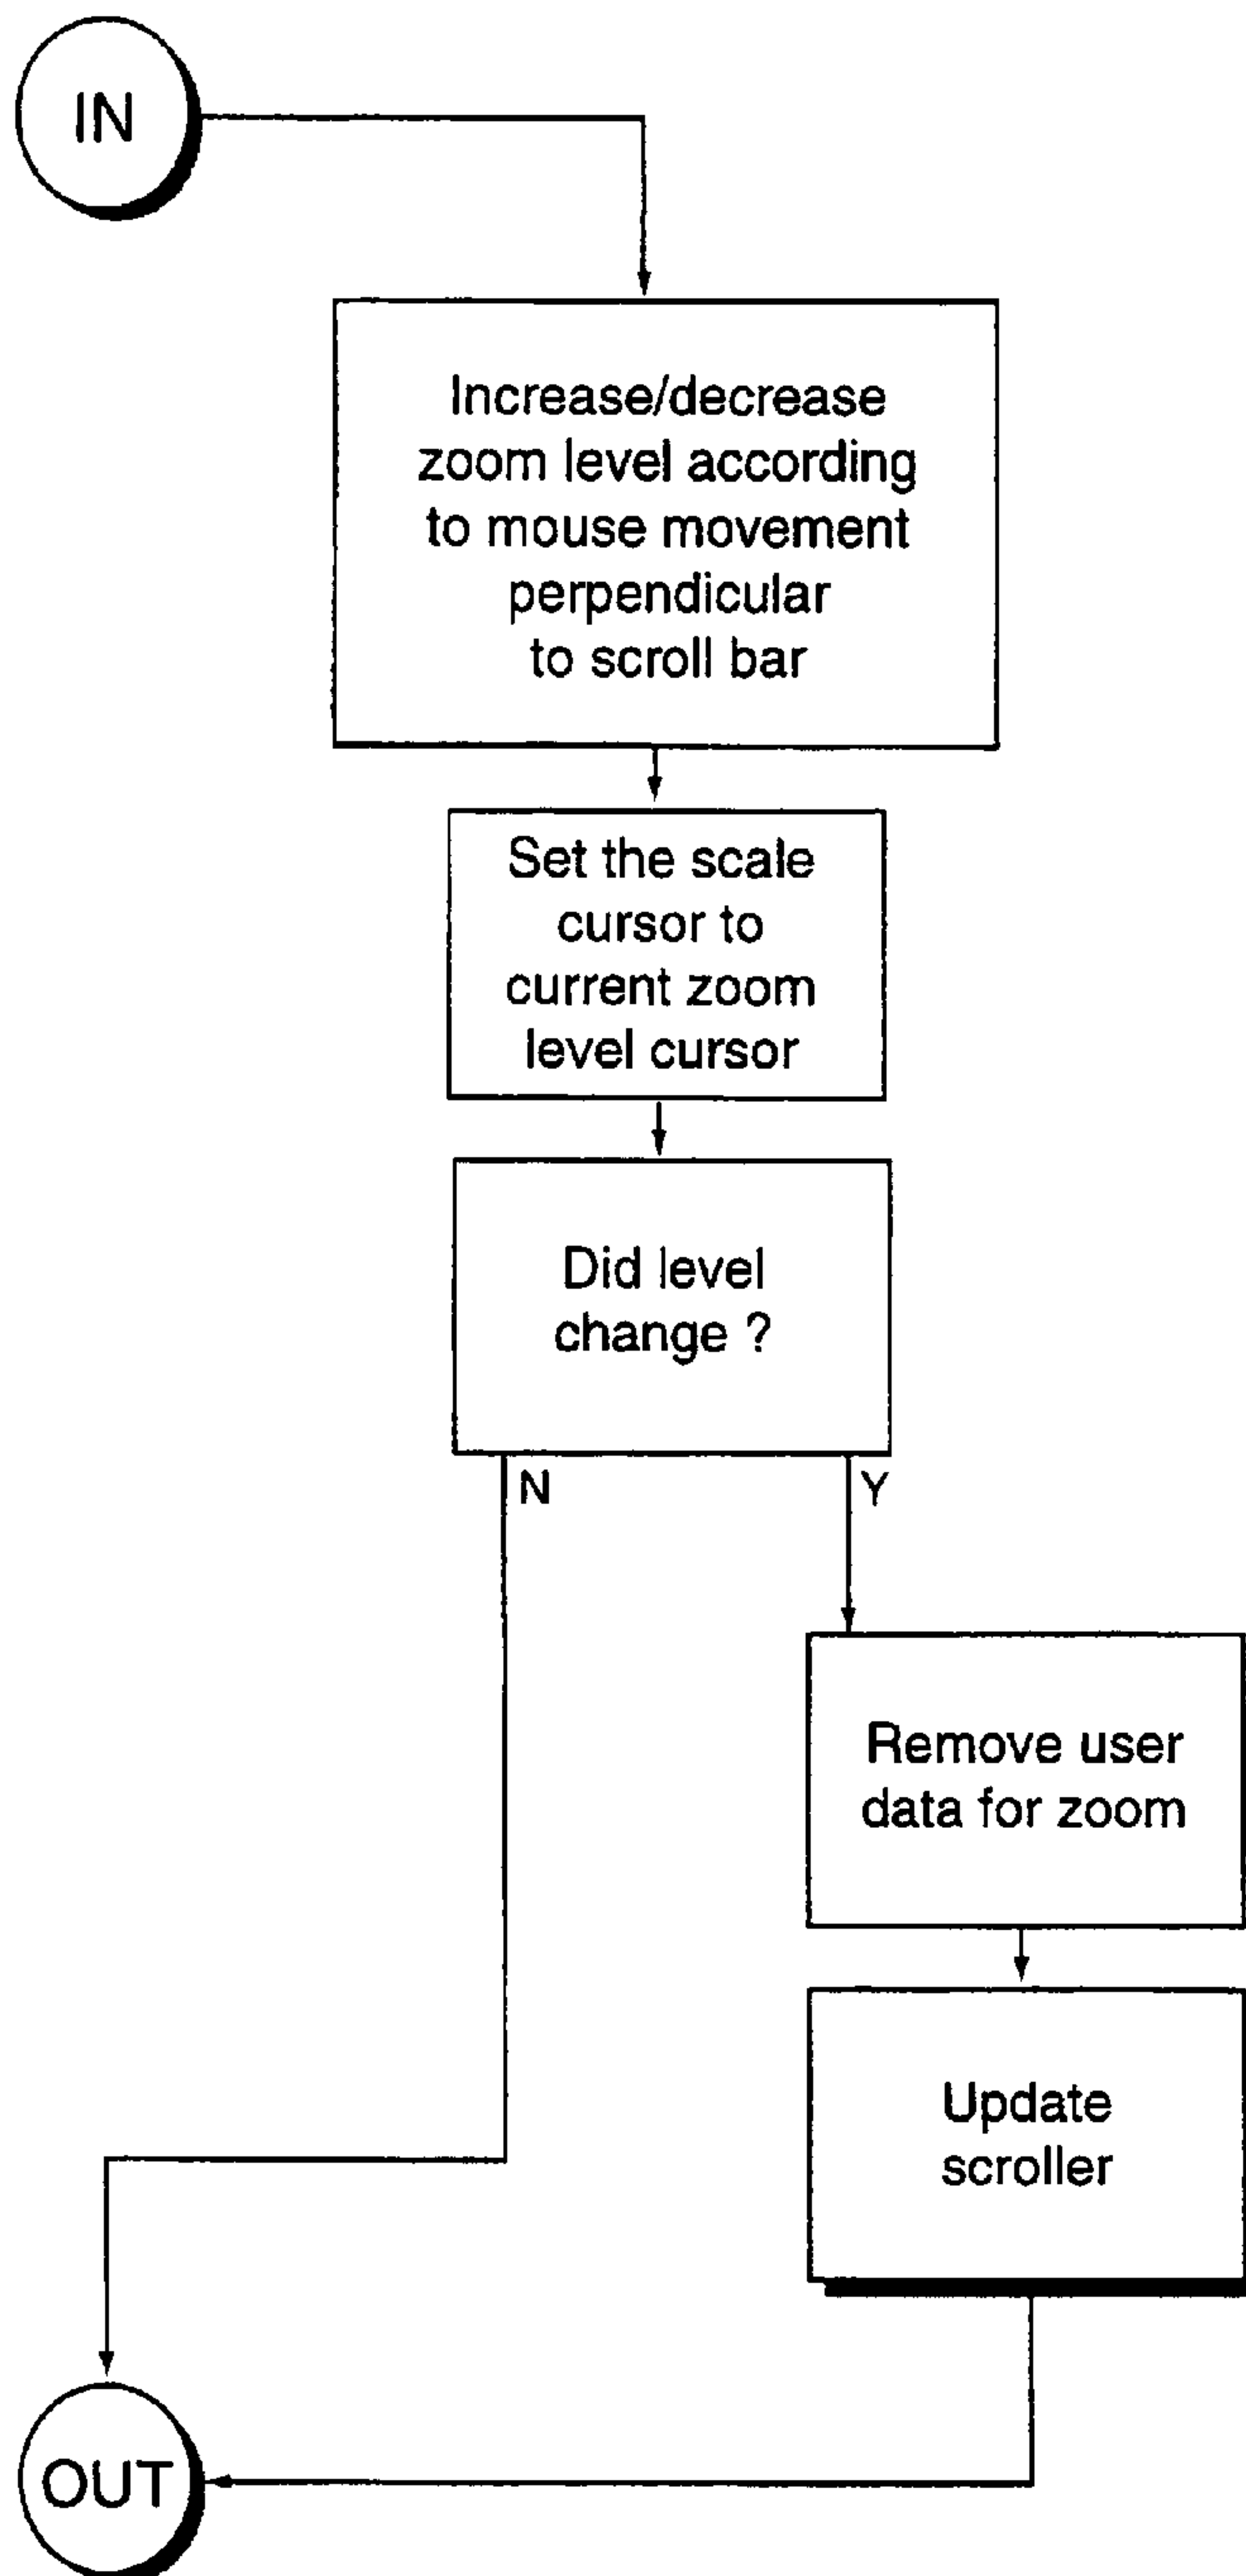 IN
Increase/decrease
zoom level according
to mouse movement
perpendicular
to scroll bar
Set the scale
cursor to
current zoom
level cursor
Did level
change ?
N
Y
Remove user
data for zoom
Update
scroller
OUT